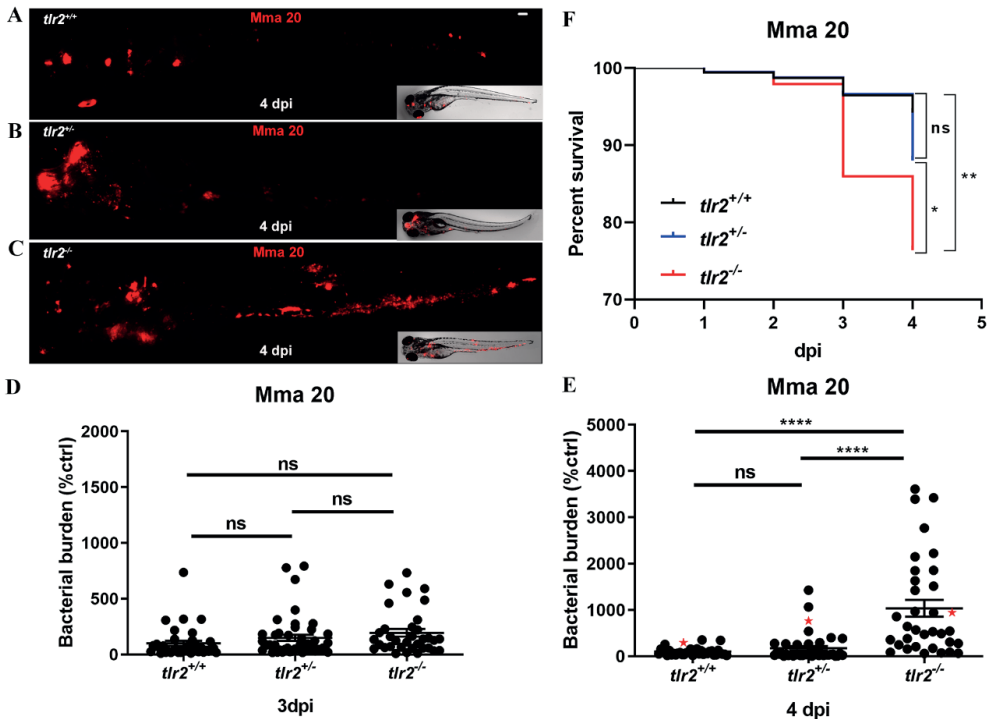 A
tlr2+/+
Mma 20
4 dpi
B
tlr2+/-
Mma 20
4 dpi
C
tlr2-/-
Mma 20
4 dpi
F
Mma 20
Percent survival
100
90
80
70
0 1 2 3 4 5
dpi
tlr2+/+
tlr2+/-
tlr2-/-
ns
*
**
D
Mma 20
Bacterial burden (%ctrl)
2000
1500
1000
500
0
ns
ns
ns
tlr2+/+ tlr2+/- tlr2-/-
3dpi
E
Mma 20
Bacterial burden (%ctrl)
5000
4000
3000
2000
1000
0
****
****
ns
tlr2+/+ tlr2+/- tlr2-/-
4 dpi